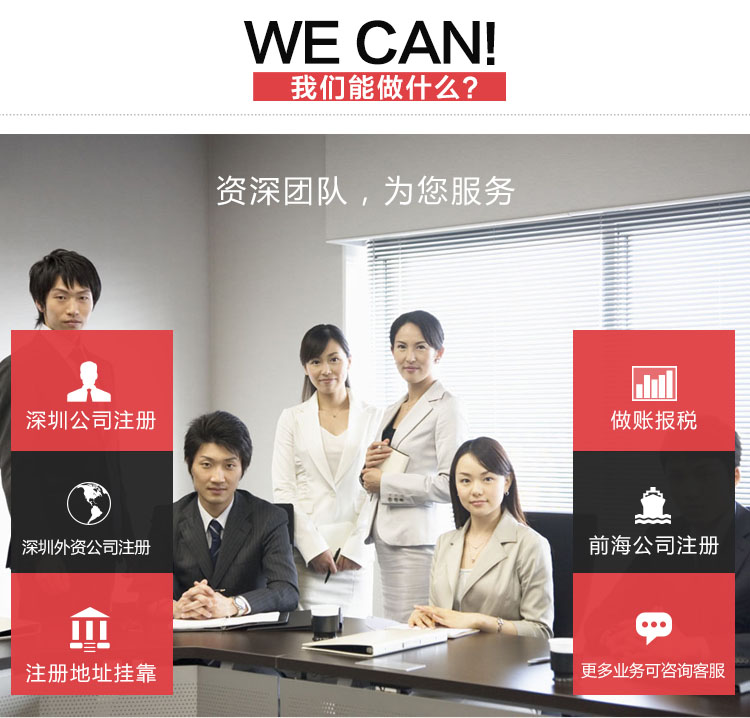 WE CAN!
我们能做什么?
资深团队，为您服务
深圳公司注册
深圳外资公司注册
注册地址挂靠
做账报税
前海公司注册
更多业务可咨询客服